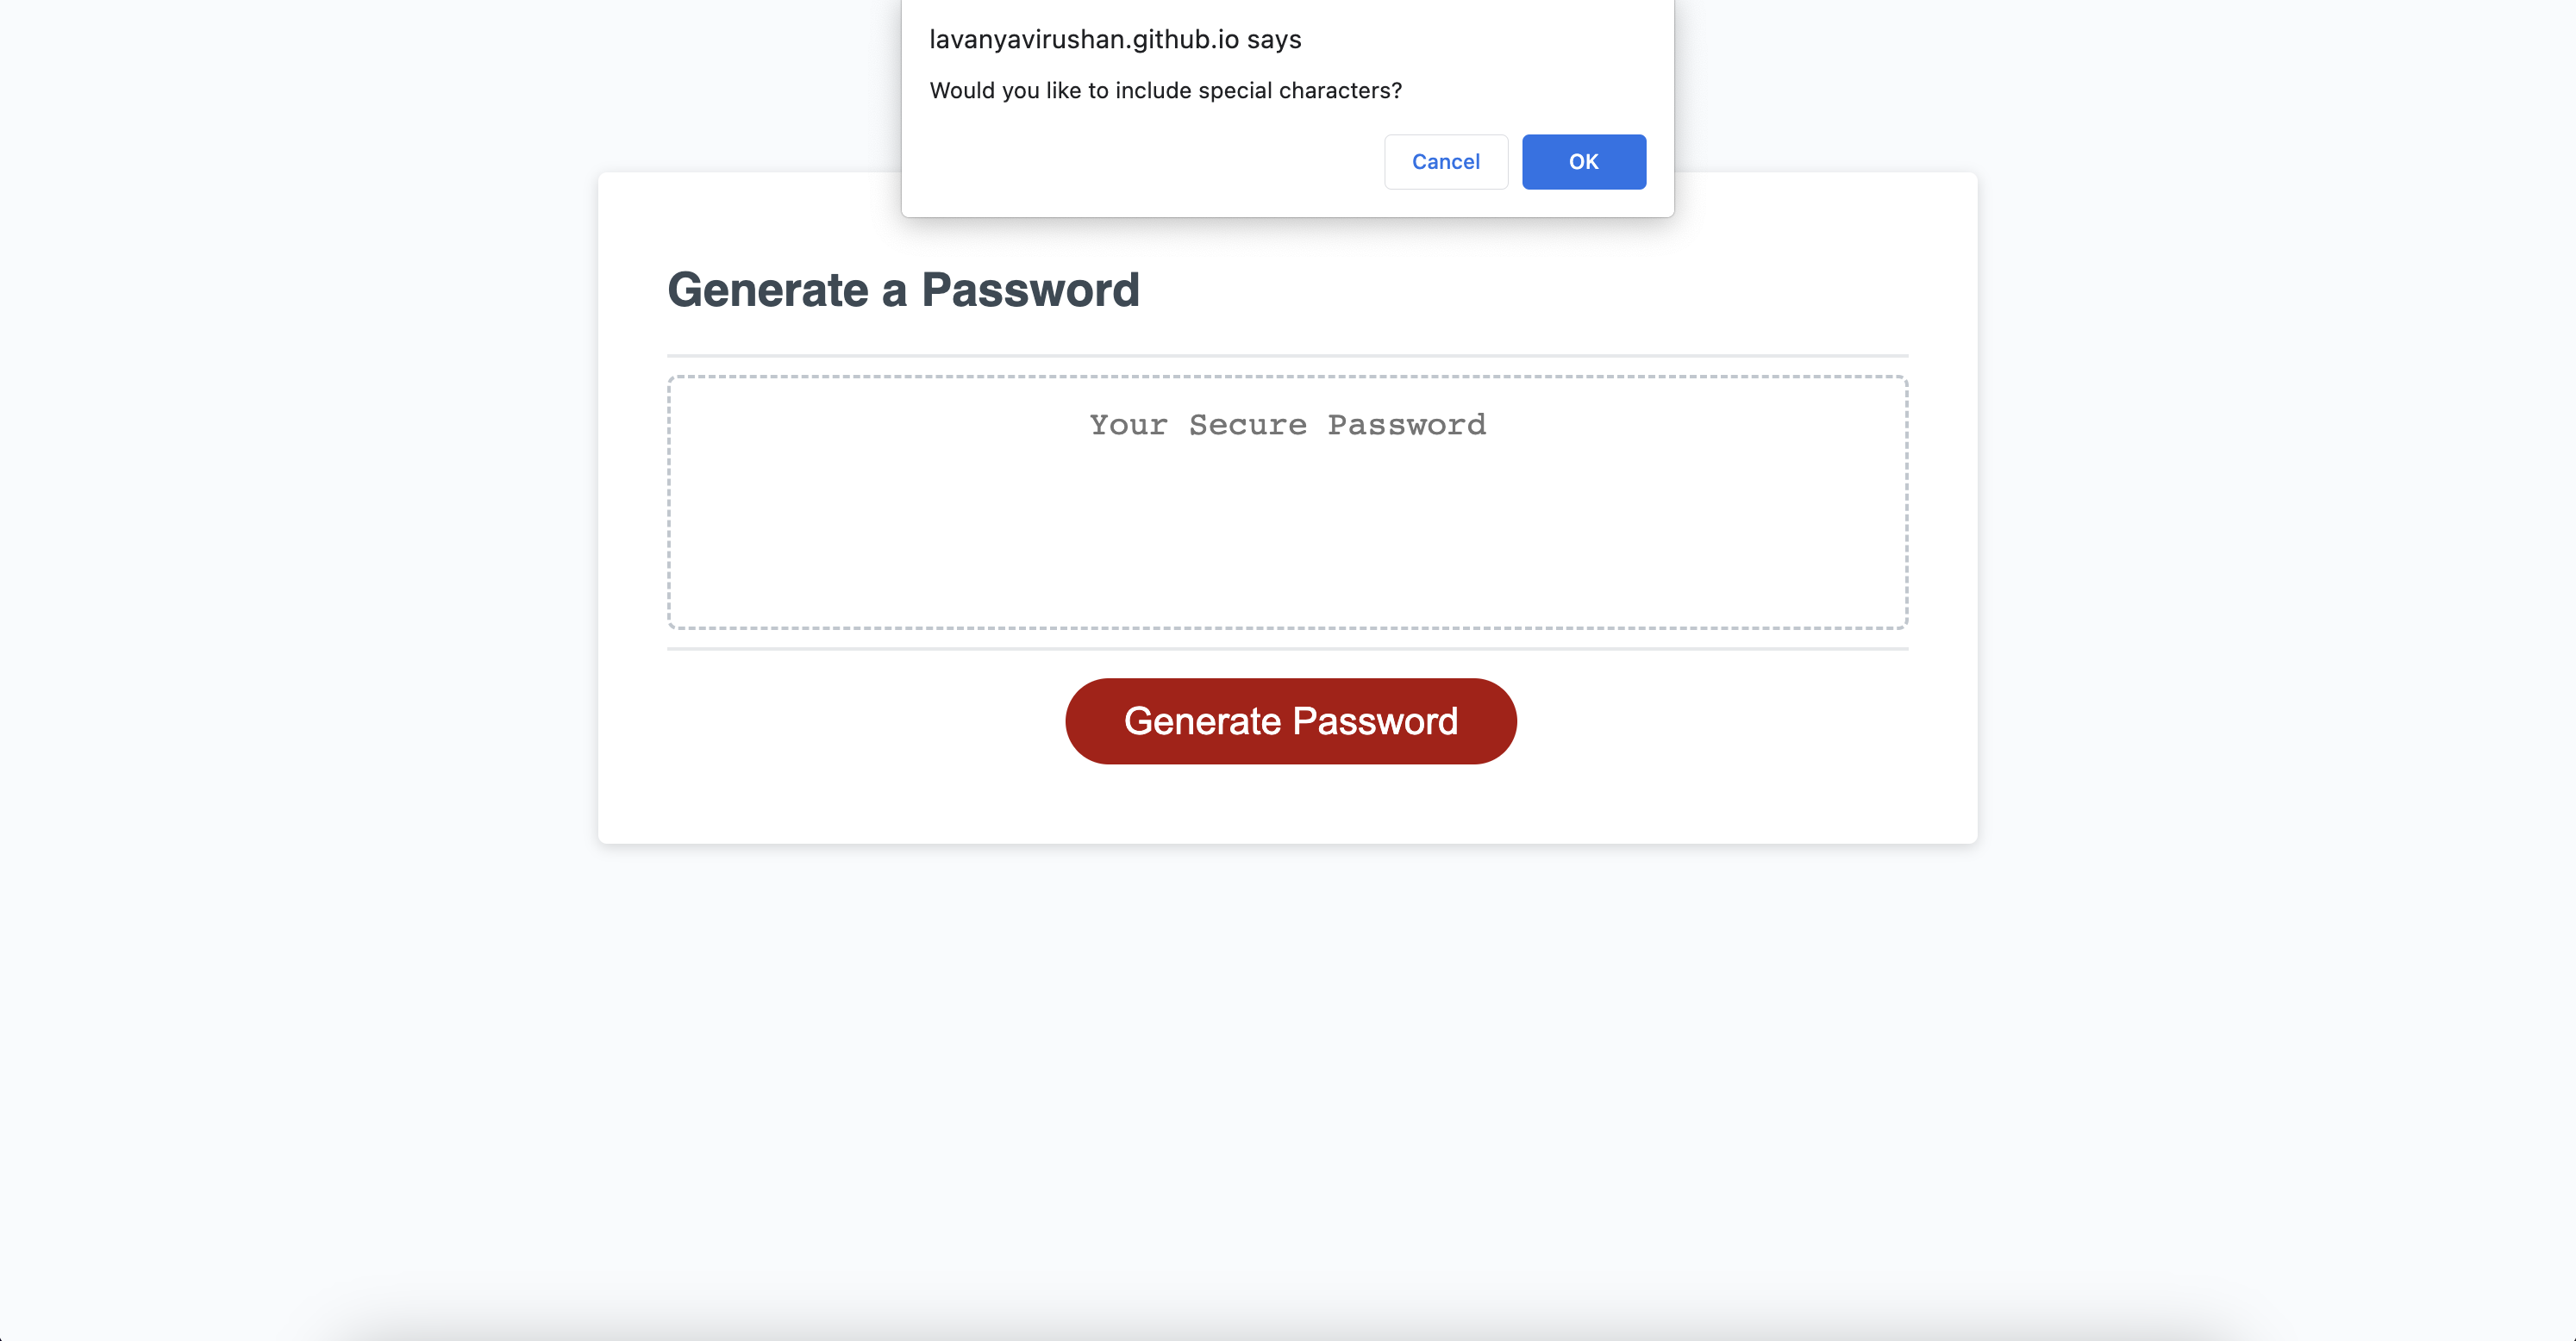 lavanyavirushan.github.io says
Would you like to include special characters?
Cancel
OK
Generate a Password
Your Secure Password
Generate Password